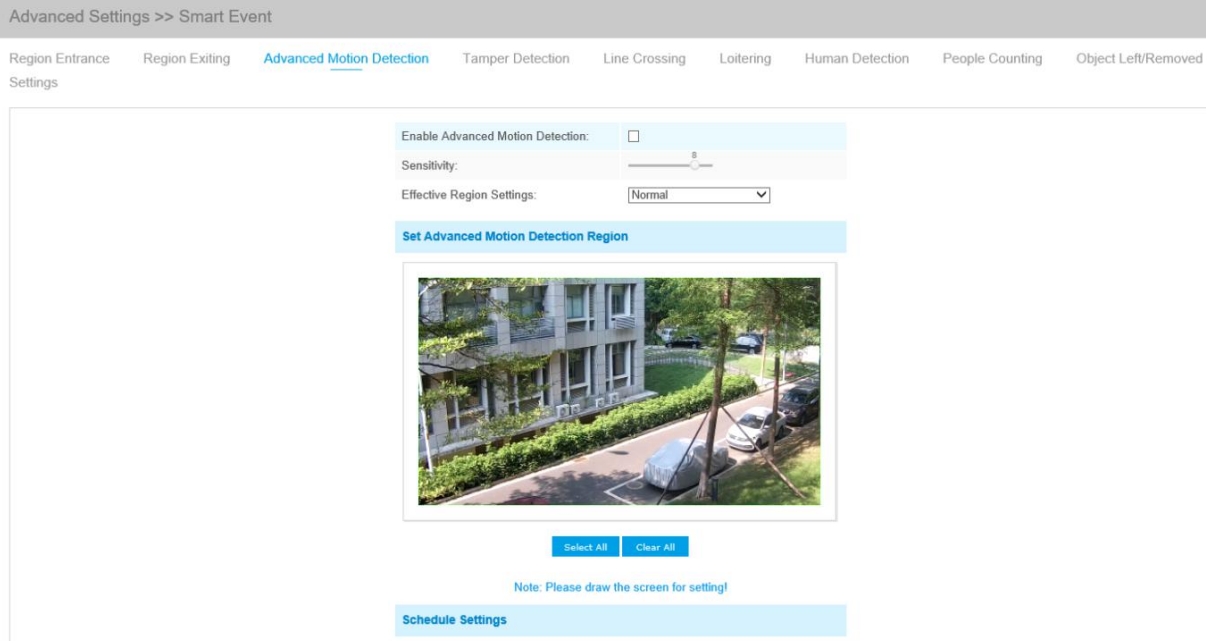 Advanced Settings >> Smart Event
Region Entrance Region Exiting Advanced Motion Detection Tamper Detection Line Crossing Loitering Human Detection People Counting Object Left/Removed
Settings
Enable Advanced Motion Detection:
Sensitivity: 8
Effective Region Settings: Normal
Set Advanced Motion Detection Region
Select All Clear All
Note: Please draw the screen for setting!
Schedule Settings